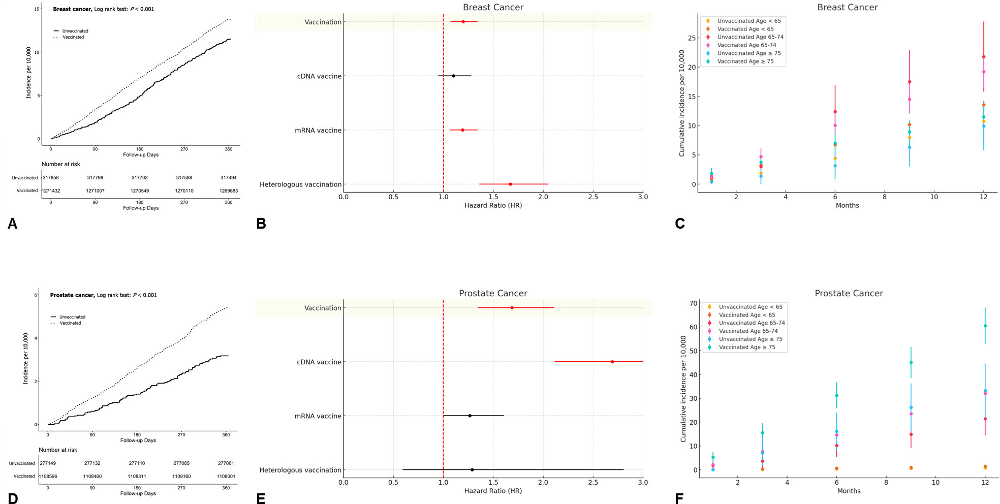 Breast cancer, Log rank test: P < 0.001
Unvaccinated
Vaccinated
15
10
5
0
Incidence per 10,000
0 90 180 270 360
Follow-up Days
Number at risk
Unvaccinated 317858 317798 317702 317588 317494
Vaccinated 1271432 1271007 1270549 1270110 1269683
0 90 180 270 360
Follow-up Days
A
Breast Cancer
Vaccination
cDNA vaccine
mRNA vaccine
Heterologous vaccination
0.0 0.5 1.0 1.5 2.0 2.5 3.0
Hazard Ratio (HR)
B
Breast Cancer
Unvaccinated Age < 65
Vaccinated Age < 65
Unvaccinated Age 65-74
Vaccinated Age 65-74
Unvaccinated Age ≥ 75
Vaccinated Age ≥ 75
25
20
15
10
5
0
Cumulative incidence per 10,000
2 4 6 8 10 12
Months
C
Prostate cancer, Log rank test: P < 0.001
Unvaccinated
Vaccinated
6
4
2
0
Incidence per 10,000
0 90 180 270 360
Follow-up Days
Number at risk
Unvaccinated 277149 277132 277110 277085 277061
Vaccinated 1108596 1108460 1108311 1108160 1108001
0 90 180 270 360
Follow-up Days
D
Prostate Cancer
Vaccination
cDNA vaccine
mRNA vaccine
Heterologous vaccination
0.0 0.5 1.0 1.5 2.0 2.5 3.0
Hazard Ratio (HR)
E
Prostate Cancer
Unvaccinated Age < 65
Vaccinated Age < 65
Unvaccinated Age 65-74
Vaccinated Age 65-74
Unvaccinated Age ≥ 75
Vaccinated Age ≥ 75
70
60
50
40
30
20
10
0
Cumulative incidence per 10,000
2 4 6 8 10 12
Months
F